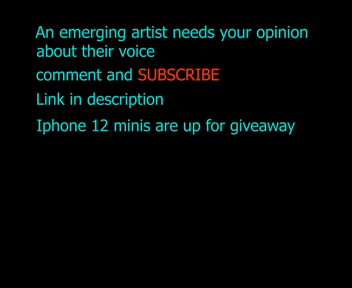 An emerging artist needs your opinion
about their voice
comment and SUBSCRIBE
Link in description
Iphone 12 minis are up for giveaway